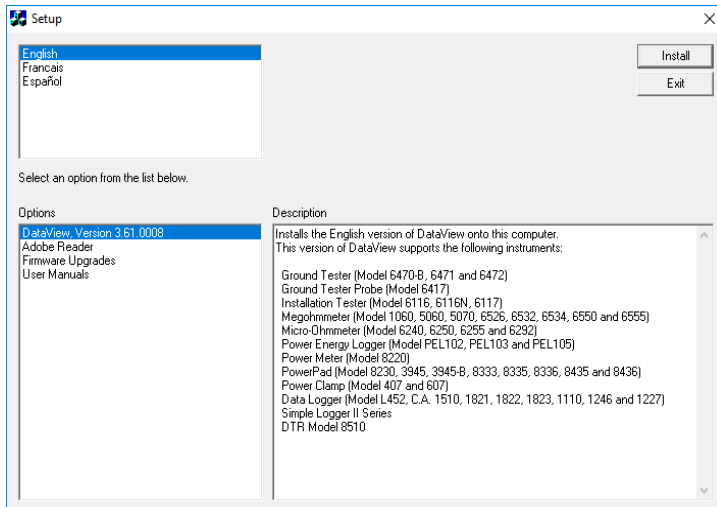 Setup
English
Francais
Español
Install
Exit
Select an option from the list below.
Options
DataView, Version 3.61.0008
Adobe Reader
Firmware Upgrades
User Manuals
Description
Installs the English version of DataView onto this computer.
This version of DataView supports the following instruments:
Ground Tester (Model 6470-B, 6471 and 6472)
Ground Tester Probe (Model 6417)
Installation Tester (Model 6116, 6116N, 6117)
Megohmmeter (Model 1060, 5060, 5070, 6526, 6532, 6534, 6550 and 6555)
Micro-Ohmmeter (Model 6240, 6250, 6255 and 6292)
Power Energy Logger (Model PEL102, PEL103 and PEL105)
Power Meter (Model 8220)
PowerPad (Model 8230, 3945, 3945-B, 8333, 8335, 8336, 8435 and 8436)
Power Clamp (Model 407 and 607)
Data Logger (Model L452, C.A. 1510, 1821, 1822, 1823, 1110, 1246 and 1227)
Simple Logger II Series
DTR Model 8510